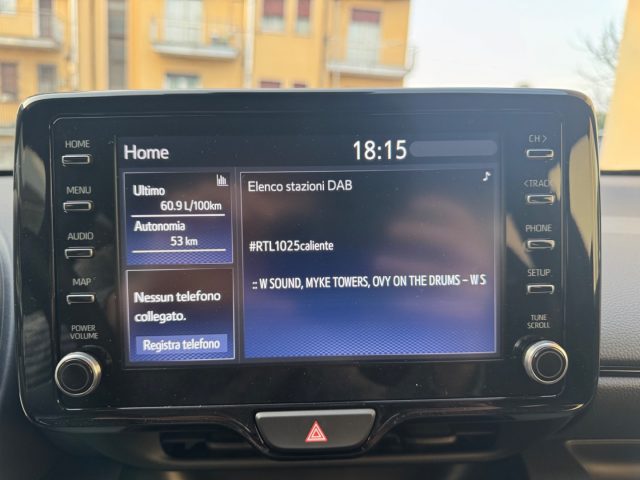 HOME
MENU
AUDIO
MAP
POWER
VOLUME
Home
18:15
Ultimo
60.9 L/100km
Autonomia
53 km
Nessun telefono
collegato.
Registra telefono
Elenco stazioni DAB
#RTL1025caliente
:: W SOUND, MYKE TOWERS, OVY ON THE DRUMS – W S
CH >
< TRACK
PHONE
SETUP
TUNE
SCROLL